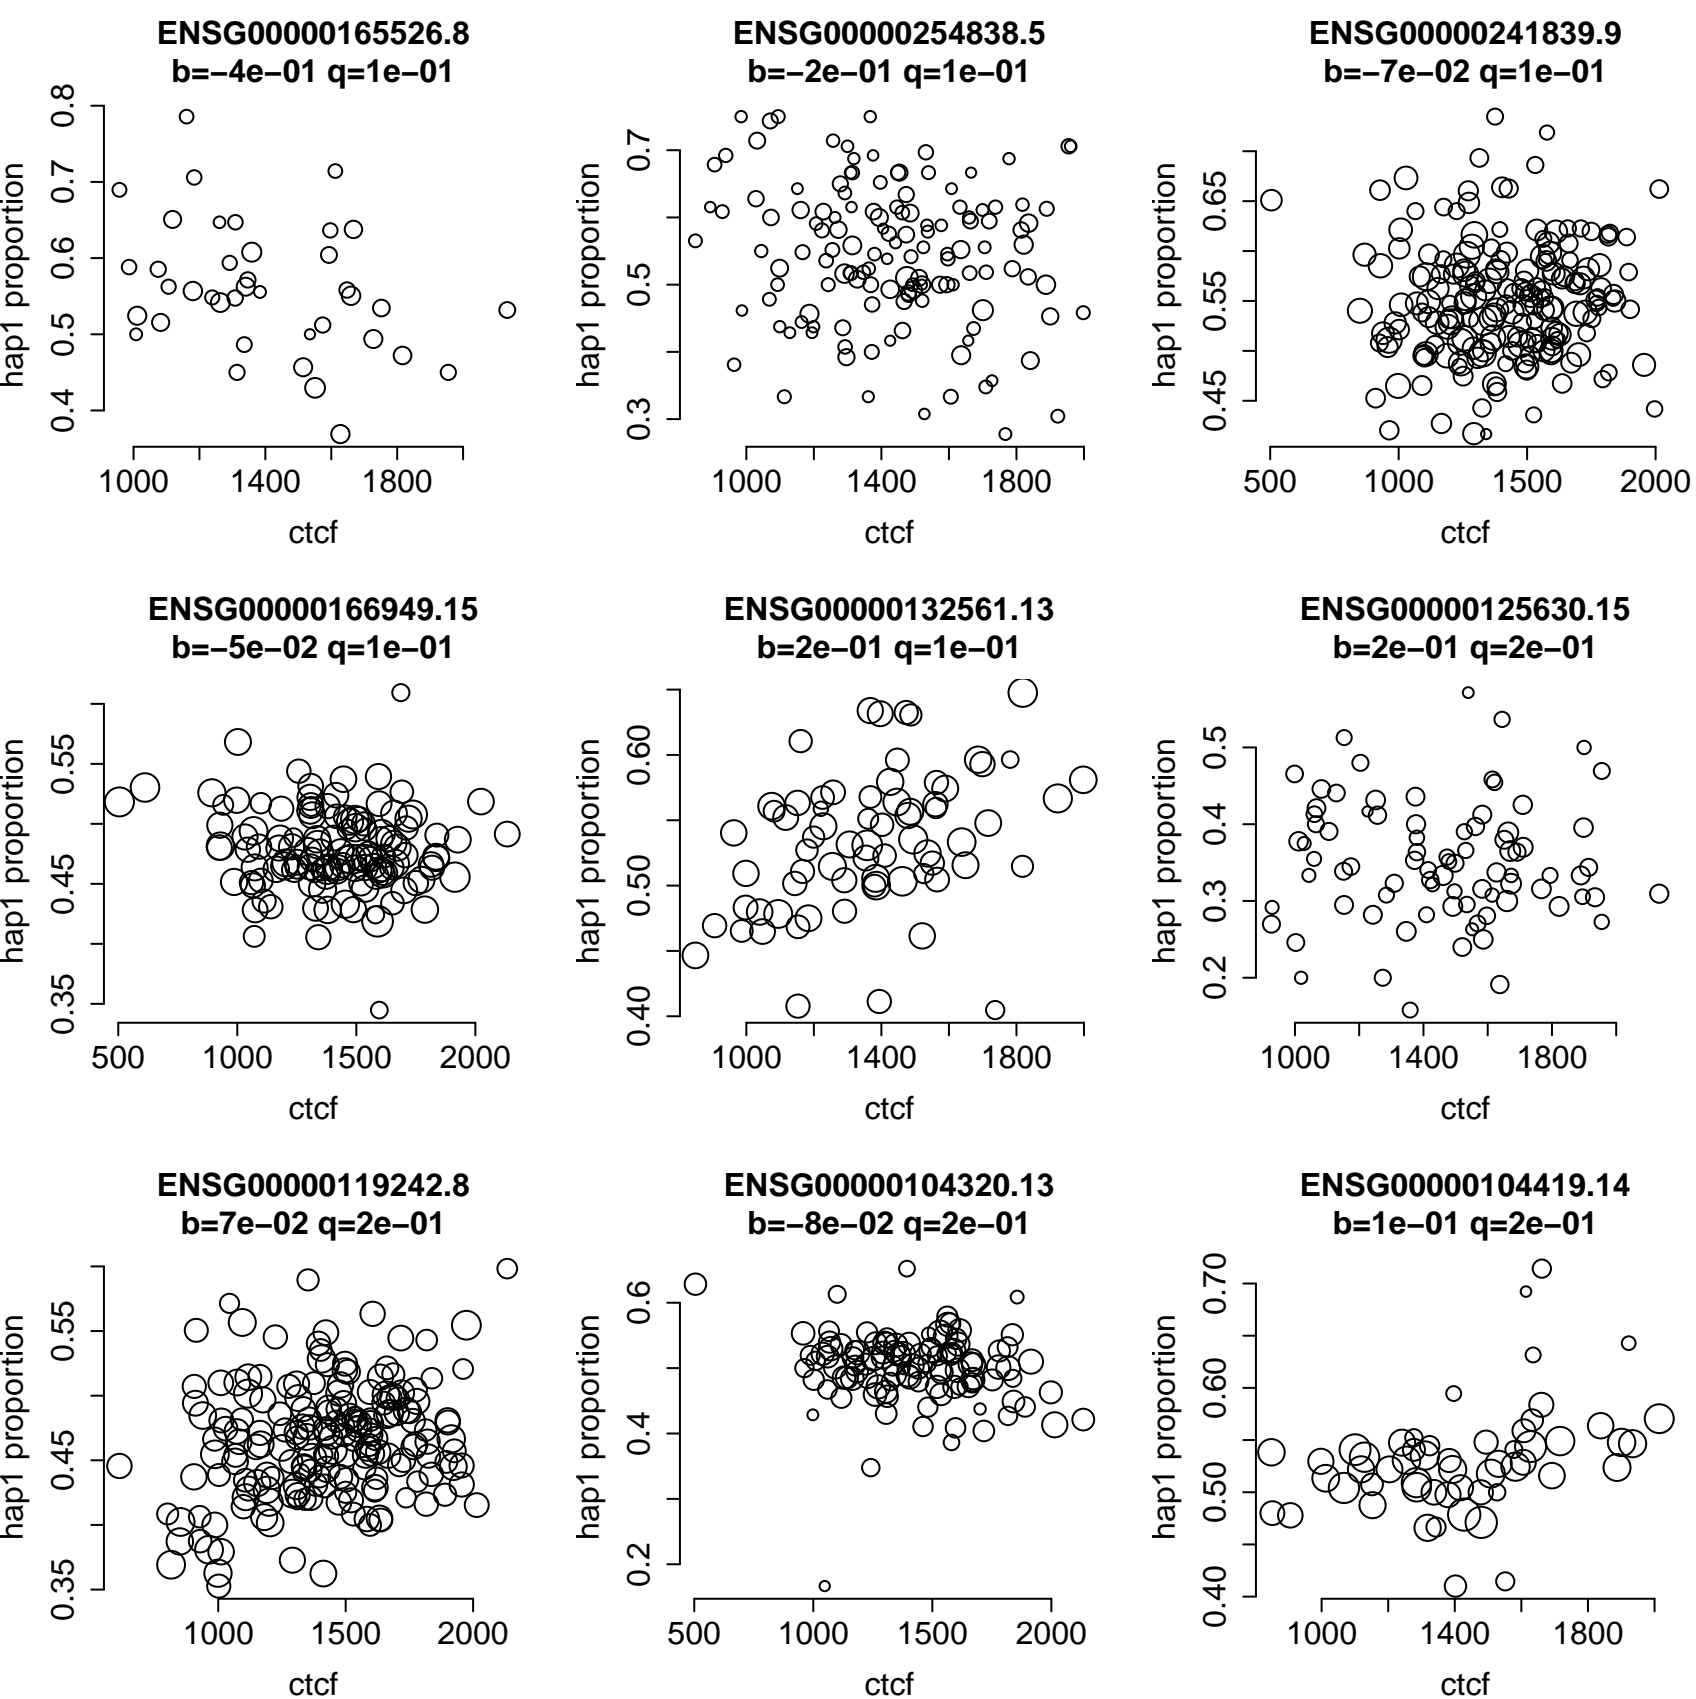 ENSG00000165526.8
b=−4e−01 q=1e−01
hap1 proportion
0.4 0.5 0.6 0.7 0.8
1000 1400 1800
ctcf
ENSG00000254838.5
b=−2e−01 q=1e−01
hap1 proportion
0.3 0.5 0.7
1000 1400 1800
ctcf
ENSG00000241839.9
b=−7e−02 q=1e−01
hap1 proportion
0.45 0.55 0.65
500 1000 1500 2000
ctcf
ENSG00000166949.15
b=−5e−02 q=1e−01
hap1 proportion
0.35 0.45 0.55
500 1000 1500 2000
ctcf
ENSG00000132561.13
b=2e−01 q=1e−01
hap1 proportion
0.40 0.50 0.60
1000 1400 1800
ctcf
ENSG00000125630.15
b=2e−01 q=2e−01
hap1 proportion
0.2 0.3 0.4 0.5
1000 1400 1800
ctcf
ENSG00000119242.8
b=7e−02 q=2e−01
hap1 proportion
0.35 0.45 0.55
1000 1500 2000
ctcf
ENSG00000104320.13
b=−8e−02 q=2e−01
hap1 proportion
0.2 0.4 0.6
500 1000 1500 2000
ctcf
ENSG00000104419.14
b=1e−01 q=2e−01
hap1 proportion
0.40 0.50 0.60 0.70
1000 1400 1800
ctcf